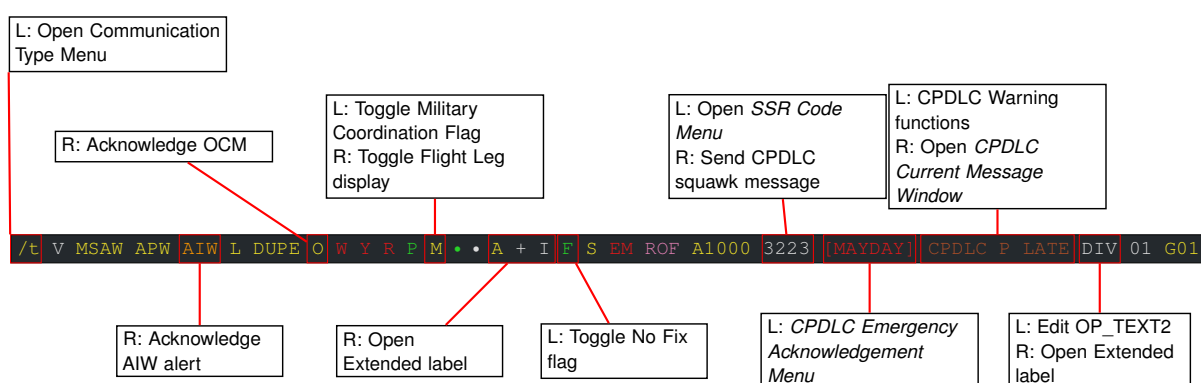 L: Open Communication
Type Menu
R: Acknowledge OCM
L: Toggle Military
Coordination Flag
R: Toggle Flight Leg
display
L: Open SSR Code
Menu
R: Send CPDLC
squawk message
L: CPDLC Warning
functions
R: Open CPDLC
Current Message
Window
/t V MSAW APW AIW L DUPE O W Y R P M • • A + I F S EM ROF A1000 3223 [MAYDAY] CPDLC P LATE DIV 01 G01
R: Acknowledge
AIW alert
R: Open
Extended label
L: Toggle No Fix
flag
L: CPDLC Emergency
Acknowledgement
Menu
L: Edit OP_TEXT2
R: Open Extended
label